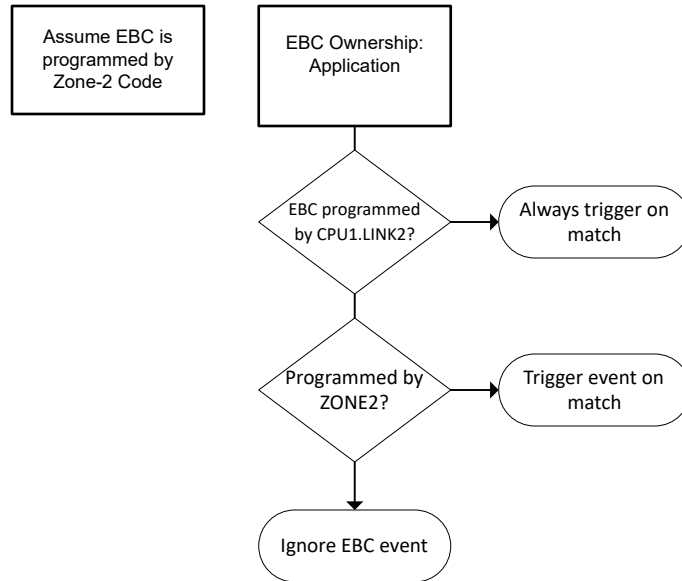 Assume EBC is
programmed by
Zone-2 Code
EBC Ownership:
Application
EBC programmed
by CPU1.LINK2?
Always trigger on
match
Programmed by
ZONE2?
Trigger event on
match
Ignore EBC event